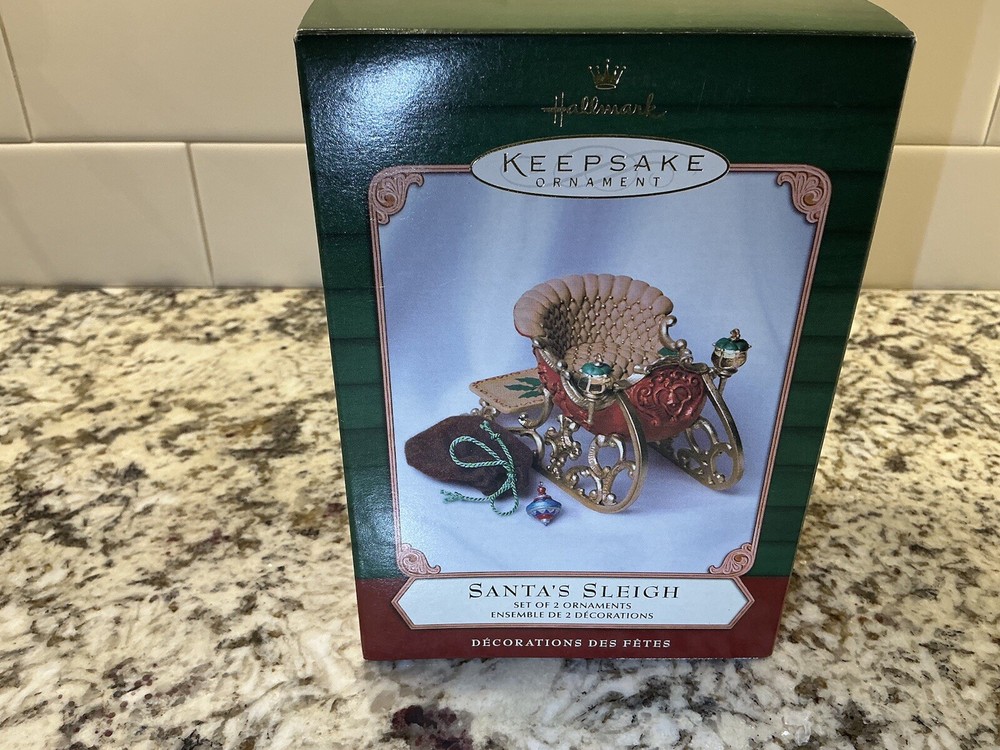 Hallmark
KEEPSAKE
ORNAMENT
SANTA'S SLEIGH
SET OF 2 ORNAMENTS
ENSEMBLE DE 2 DÉCORATIONS
DÉCORATIONS DES FÊTES